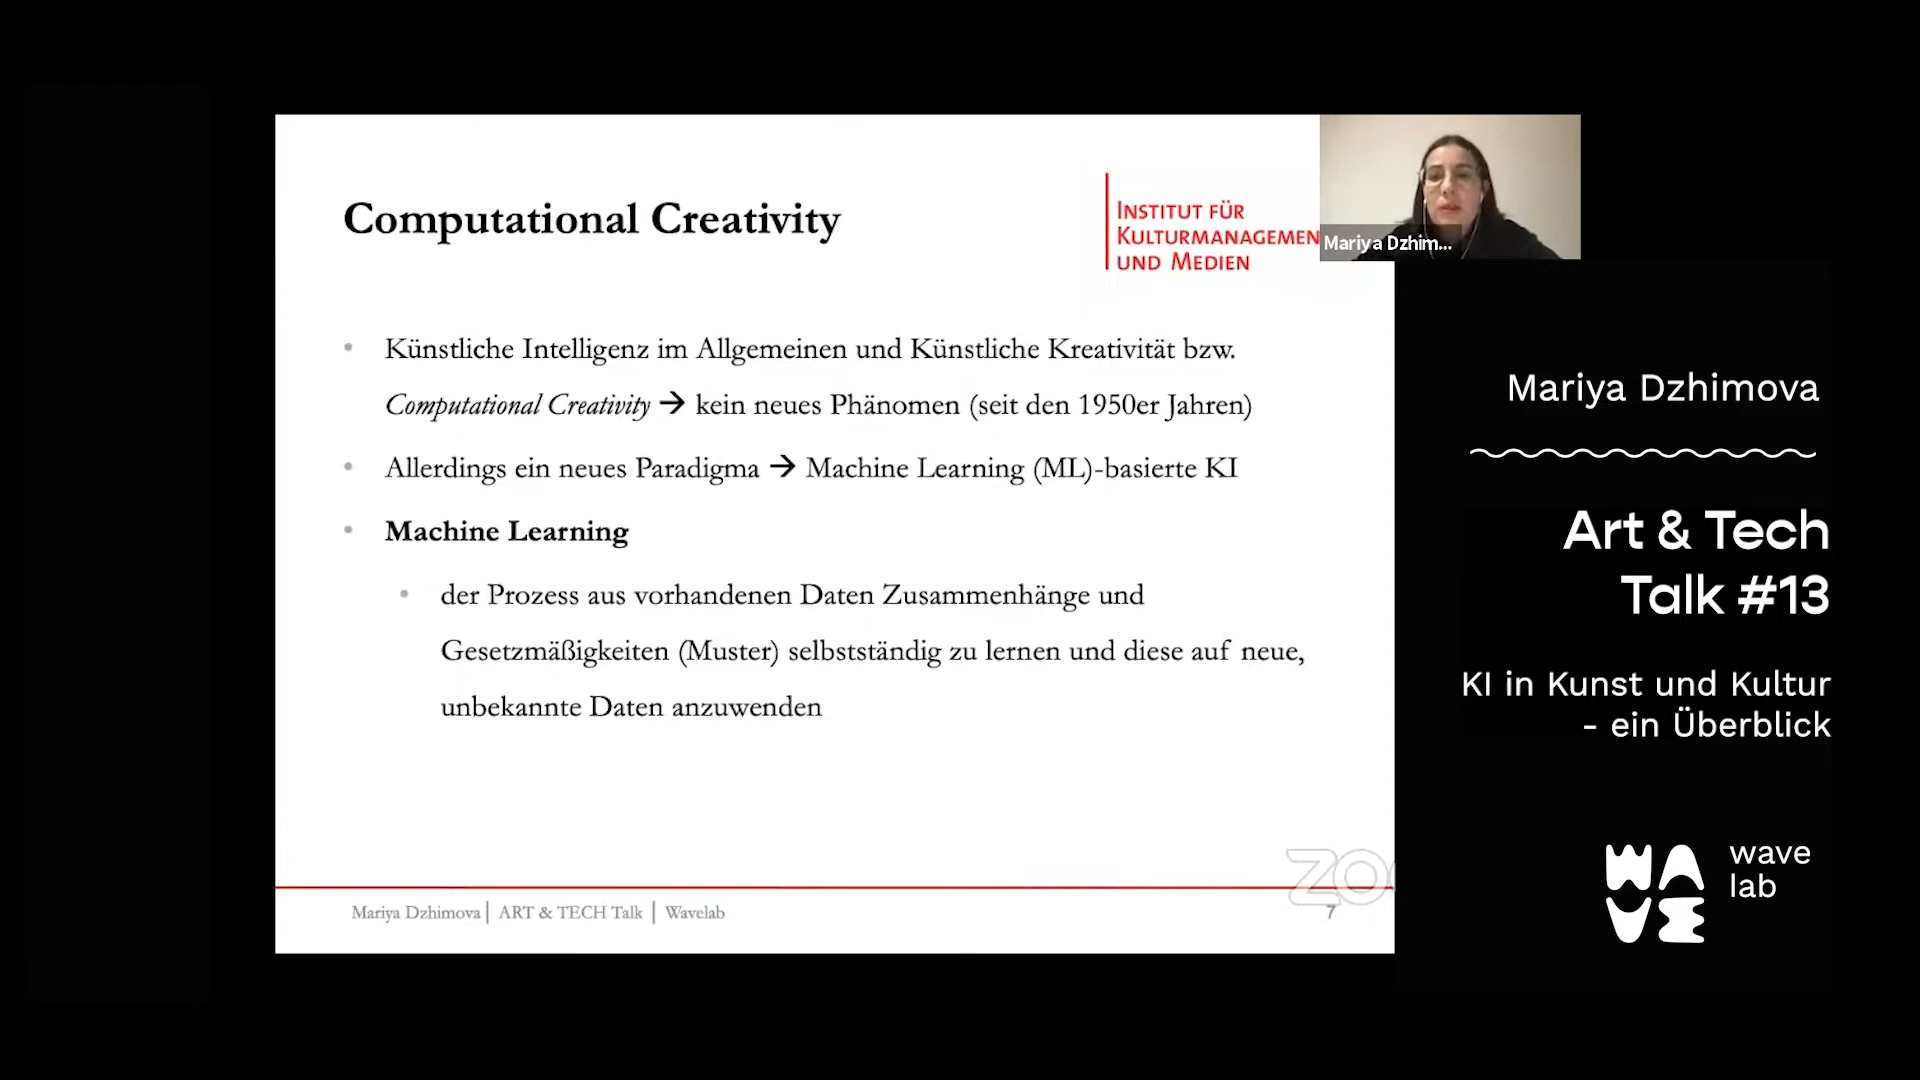 Computational Creativity
INSTITUT FÜR
KULTURMANAGEMEN
UND MEDIEN
Mariya Dzhim...
• Künstliche Intelligenz im Allgemeinen und Künstliche Kreativität bzw.
Computational Creativity → kein neues Phänomen (seit den 1950er Jahren)
• Allerdings ein neues Paradigma → Machine Learning (ML)-basierte KI
• Machine Learning
• der Prozess aus vorhandenen Daten Zusammenhänge und
Gesetzmäßigkeiten (Muster) selbstständig zu lernen und diese auf neue,
unbekannte Daten anzuwenden
ZO
Mariya Dzhimova | ART & TECH Talk | Wavelab
7
Mariya Dzhimova
Art & Tech
Talk #13
KI in Kunst und Kultur
- ein Überblick
WA
VE
wave
lab